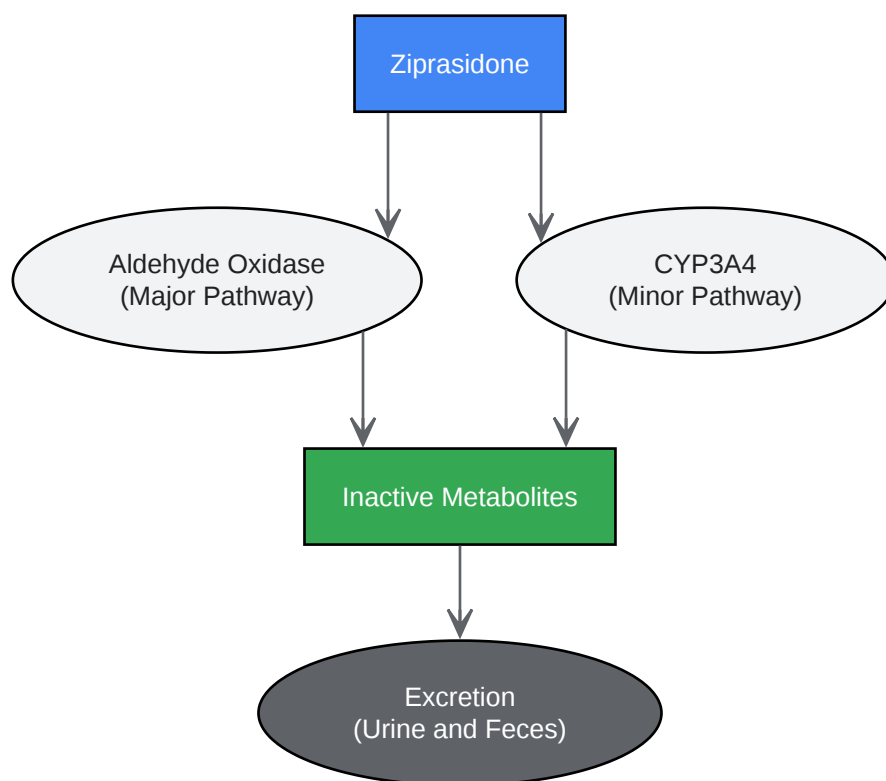 Ziprasidone
Aldehyde Oxidase
(Major Pathway)
CYP3A4
(Minor Pathway)
Inactive Metabolites
Excretion
(Urine and Feces)